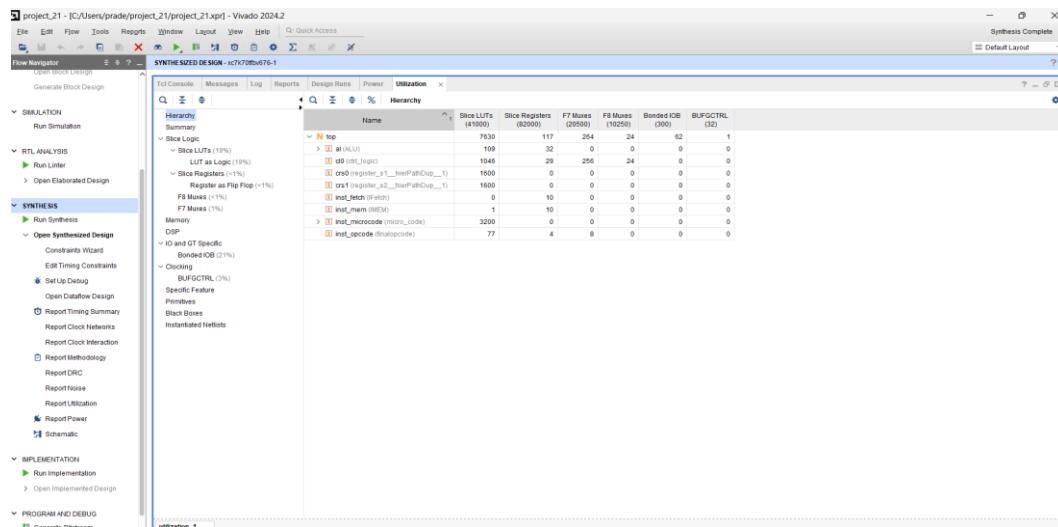 project_21 - [C:/Users/prade/project_21/project_21.xpr] - Vivado 2024.2
File Edit Flow Tools Reports Window Layout View Help Quick Access
Synthesis Complete
Default Layout
Flow Navigator
SYNTHESIZED DESIGN - xc7k70tfbv676-1
Open Block Design
Generate Block Design
SIMULATION
Run Simulation
RTL ANALYSIS
Run Linter
Open Elaborated Design
SYNTHESIS
Run Synthesis
Open Synthesized Design
Constraints Wizard
Edit Timing Constraints
Set Up Debug
Open Dataflow Design
Report Timing Summary
Report Clock Networks
Report Clock Interaction
Report Methodology
Report DRC
Report Noise
Report Utilization
Report Power
Schematic
IMPLEMENTATION
Run Implementation
Open Implemented Design
PROGRAM AND DEBUG
Tcl Console Messages Log Reports Design Runs Power Utilization
Hierarchy
Hierarchy
Summary
Slice Logic
Slice LUTs (19%)
LUT as Logic (19%)
Slice Registers (<1%)
Register as Flip Flop (<1%)
F8 Muxes (<1%)
F7 Muxes (1%)
Memory
DSP
IO and GT Specific
Bonded IOB (21%)
Clocking
BUFGCTRL (3%)
Specific Feature
Primitives
Black Boxes
Instantiated Netlists
Name Slice LUTs (41000) Slice Registers (82000) F7 Muxes (20500) F8 Muxes (10250) Bonded IOB (300) BUFGCTRL (32)
N top 7630 117 264 24 62 1
al (ALU) 109 32 0 0 0 0
cl0 (ctrl_logic) 1046 29 256 24 0 0
crs0 (register_s1__hierPathDup__1) 1600 0 0 0 0 0
crs1 (register_s2__hierPathDup__1) 1600 0 0 0 0 0
inst_fetch (IFetch) 0 10 0 0 0 0
inst_mem (IMEM) 1 10 0 0 0 0
inst_microcode (micro_code) 3200 0 0 0 0 0
inst_opcode (finalopcode) 77 4 8 0 0 0
utilization_1